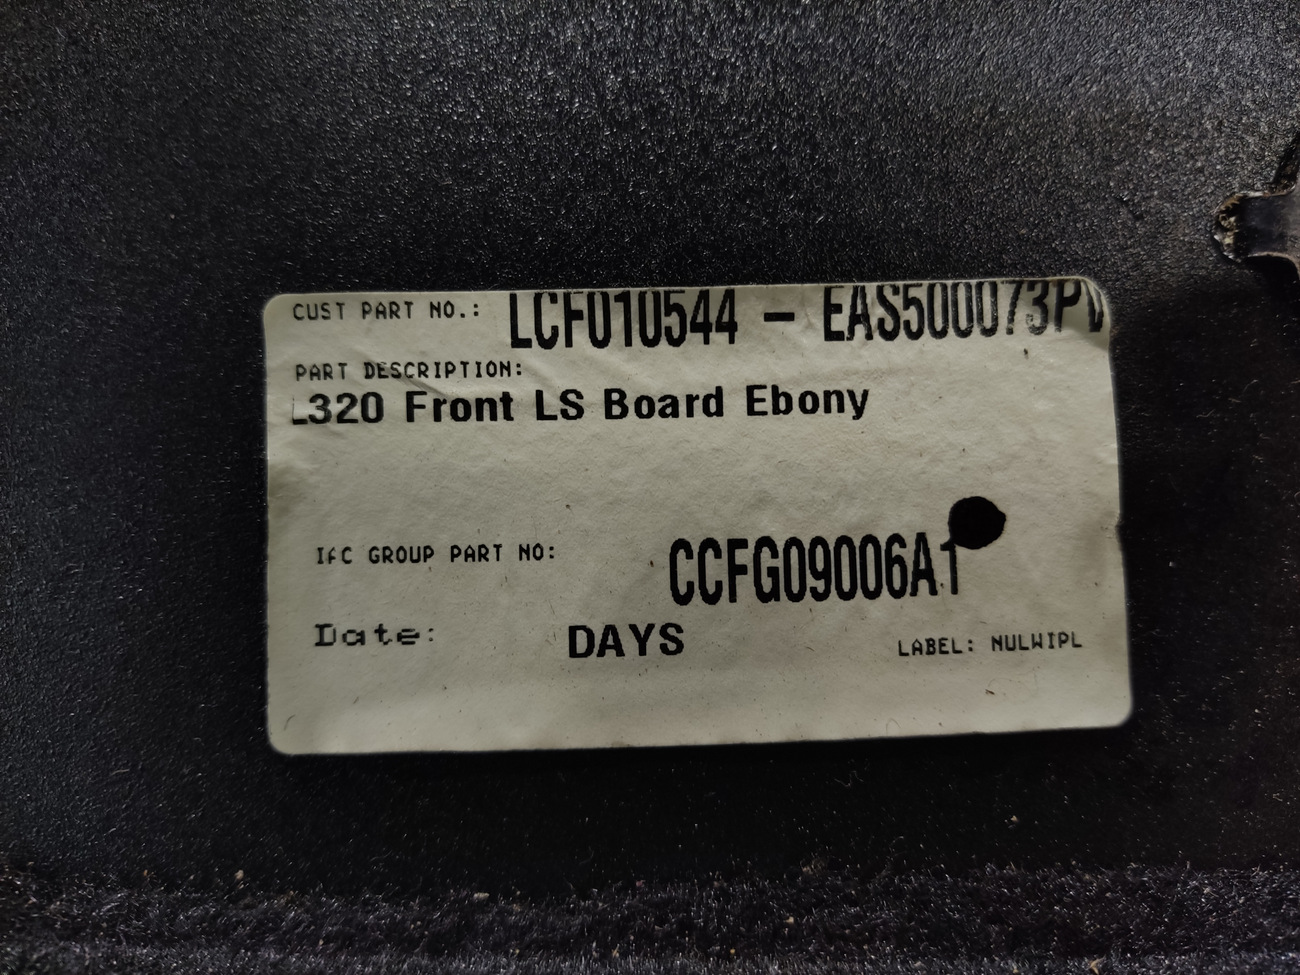 CUST PART NO.: LCF010544 - EAS500073PV
PART DESCRIPTION:
L320 Front LS Board Ebony
IFC GROUP PART NO: CCFG09006A1
Date: DAYS LABEL: NULWIPL